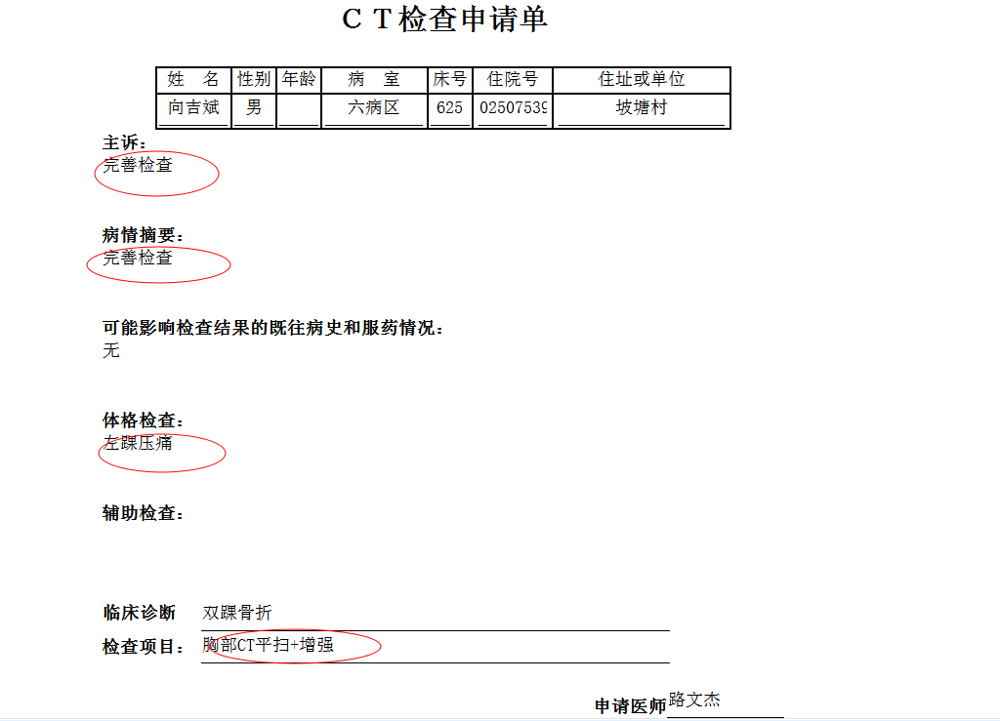 ＣＴ检查申请单
姓 名 性别 年龄 病 室 床号 住院号 住址或单位
向吉斌 男 六病区 625 02507539 坡塘村
主诉：
完善检查
病情摘要：
完善检查
可能影响检查结果的既往病史和服药情况：
无
体格检查：
左踝压痛
辅助检查：
临床诊断 双踝骨折
检查项目： 胸部CT平扫+增强
申请医师 路文杰